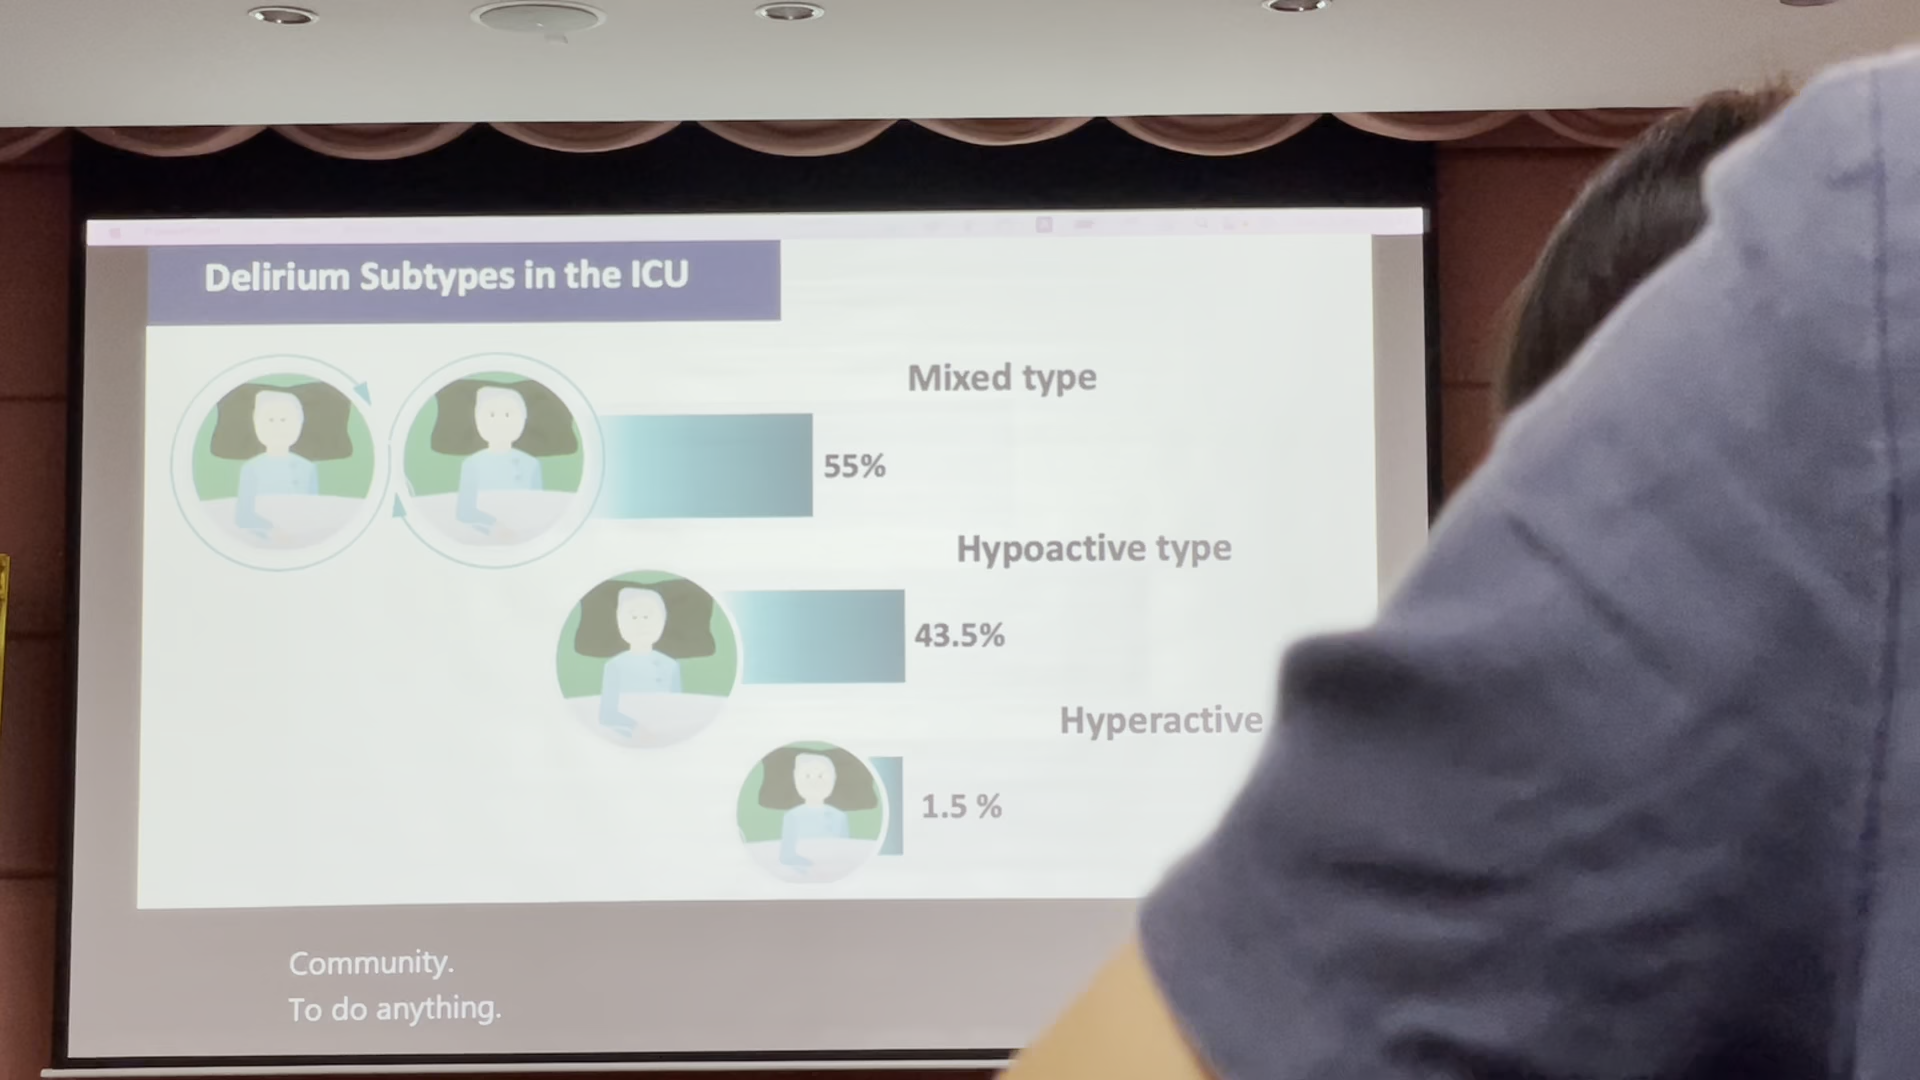 Delirium Subtypes in the ICU
Mixed type
55%
Hypoactive type
43.5%
Hyperactive
1.5 %
Community.
To do anything.